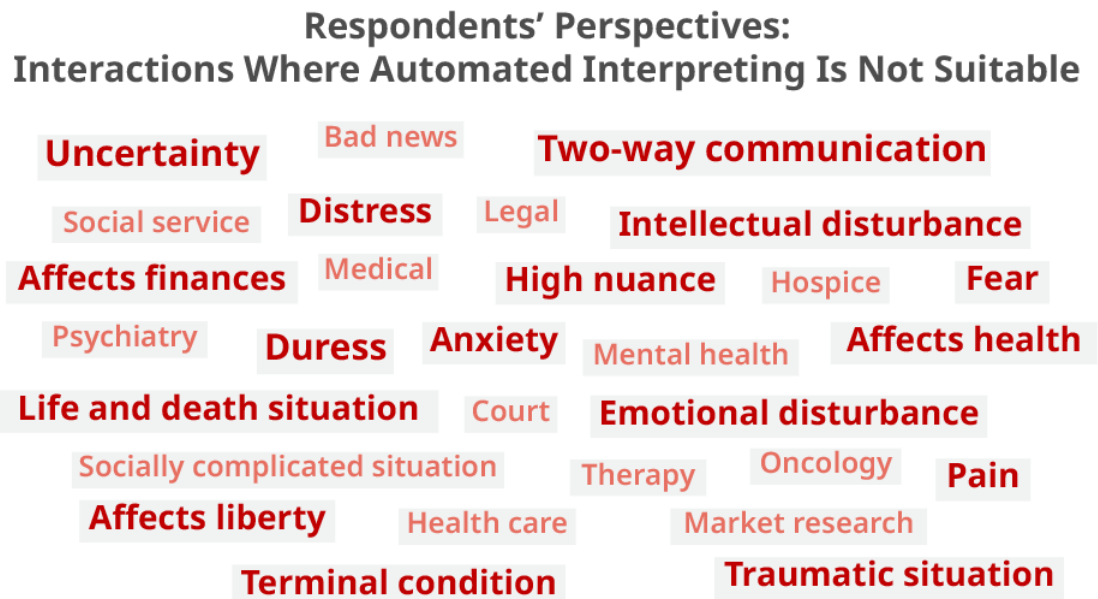 Respondents’ Perspectives:
Interactions Where Automated Interpreting Is Not Suitable
Uncertainty
Bad news
Two-way communication
Social service
Distress
Legal
Intellectual disturbance
Affects finances
Medical
High nuance
Hospice
Fear
Psychiatry
Duress
Anxiety
Mental health
Affects health
Life and death situation
Court
Emotional disturbance
Socially complicated situation
Therapy
Oncology
Pain
Affects liberty
Health care
Market research
Terminal condition
Traumatic situation